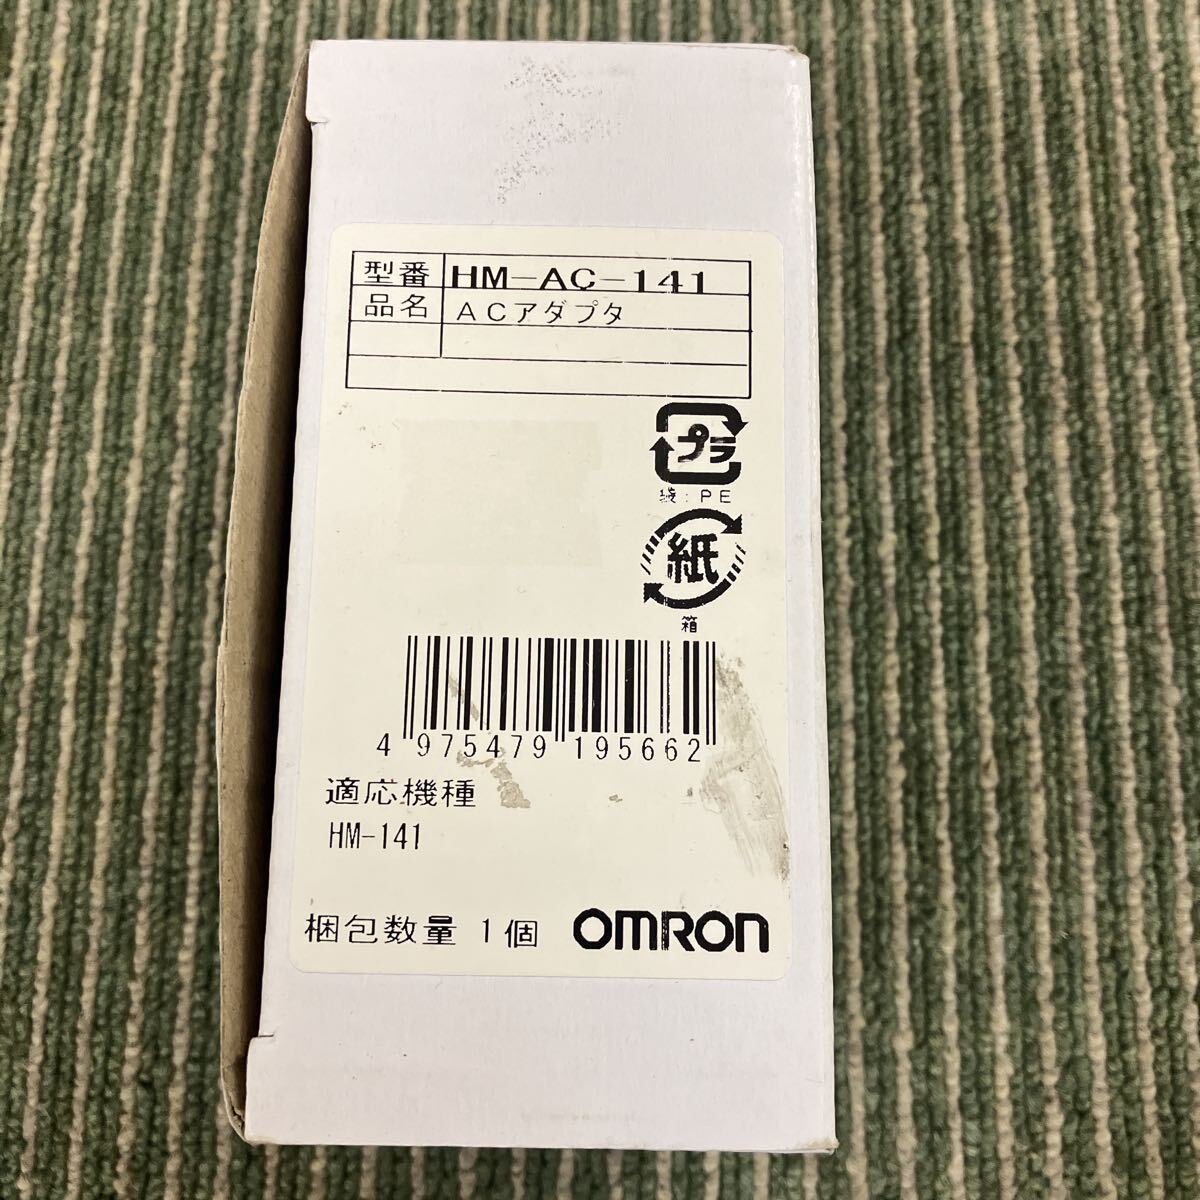 型番 HM-AC-141
品名 ACアダプタ
プラ
袋:PE
紙
箱
4 975479 195662
適応機種
HM-141
梱包数量 1個 OMRON